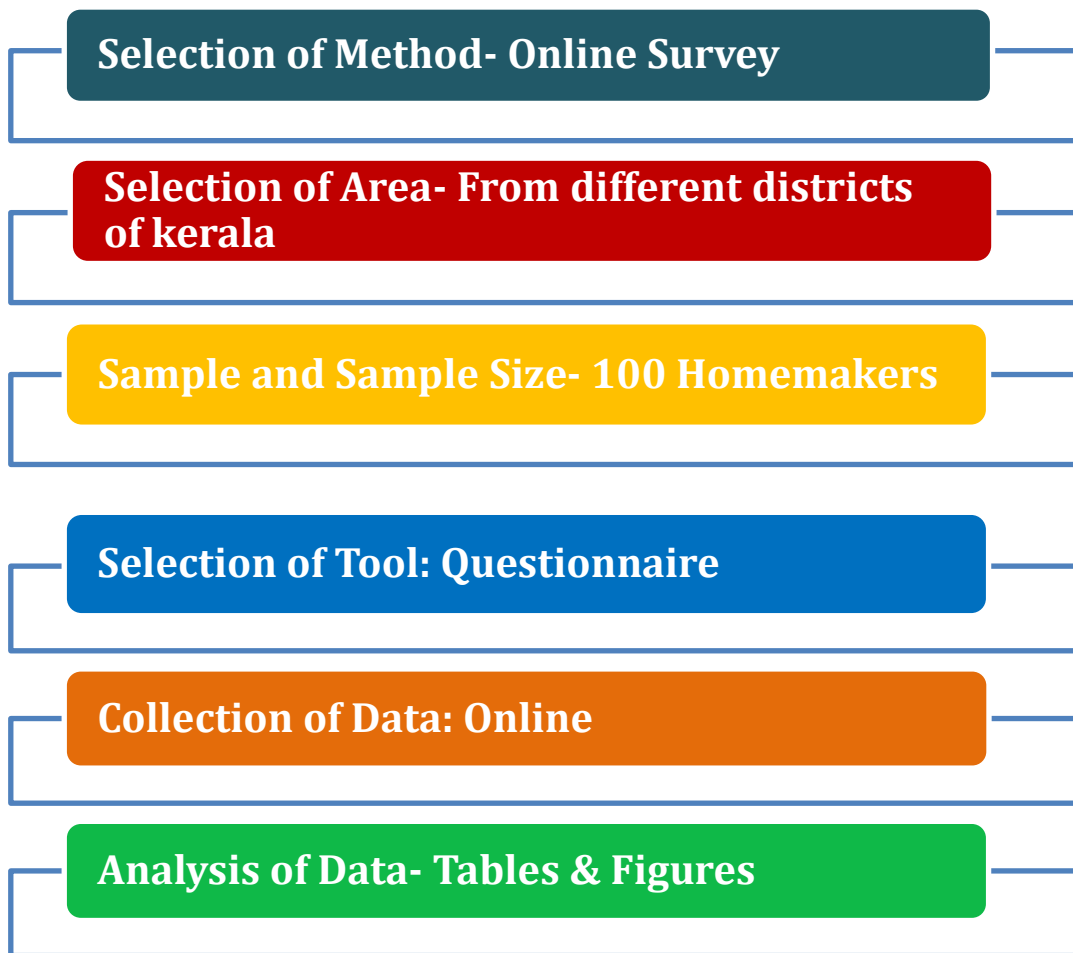 Selection of Method- Online Survey
Selection of Area- From different districts
of kerala
Sample and Sample Size- 100 Homemakers
Selection of Tool: Questionnaire
Collection of Data: Online
Analysis of Data- Tables & Figures